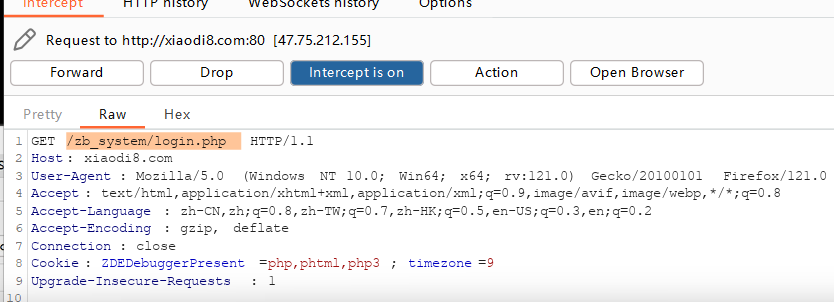 Intercept HTTP history WebSockets history Options
Request to http://xiaodi8.com:80 [47.75.212.155]
Forward Drop Intercept is on Action Open Browser
Pretty Raw Hex
1 GET /zb_system/login.php HTTP/1.1
2 Host: xiaodi8.com
3 User-Agent: Mozilla/5.0 (Windows NT 10.0; Win64; x64; rv:121.0) Gecko/20100101 Firefox/121.0
4 Accept: text/html,application/xhtml+xml,application/xml;q=0.9,image/avif,image/webp,*/*;q=0.8
5 Accept-Language: zh-CN,zh;q=0.8,zh-TW;q=0.7,zh-HK;q=0.5,en-US;q=0.3,en;q=0.2
6 Accept-Encoding: gzip, deflate
7 Connection: close
8 Cookie: ZDEDebuggerPresent=php,phtml,php3; timezone=9
9 Upgrade-Insecure-Requests: 1
10